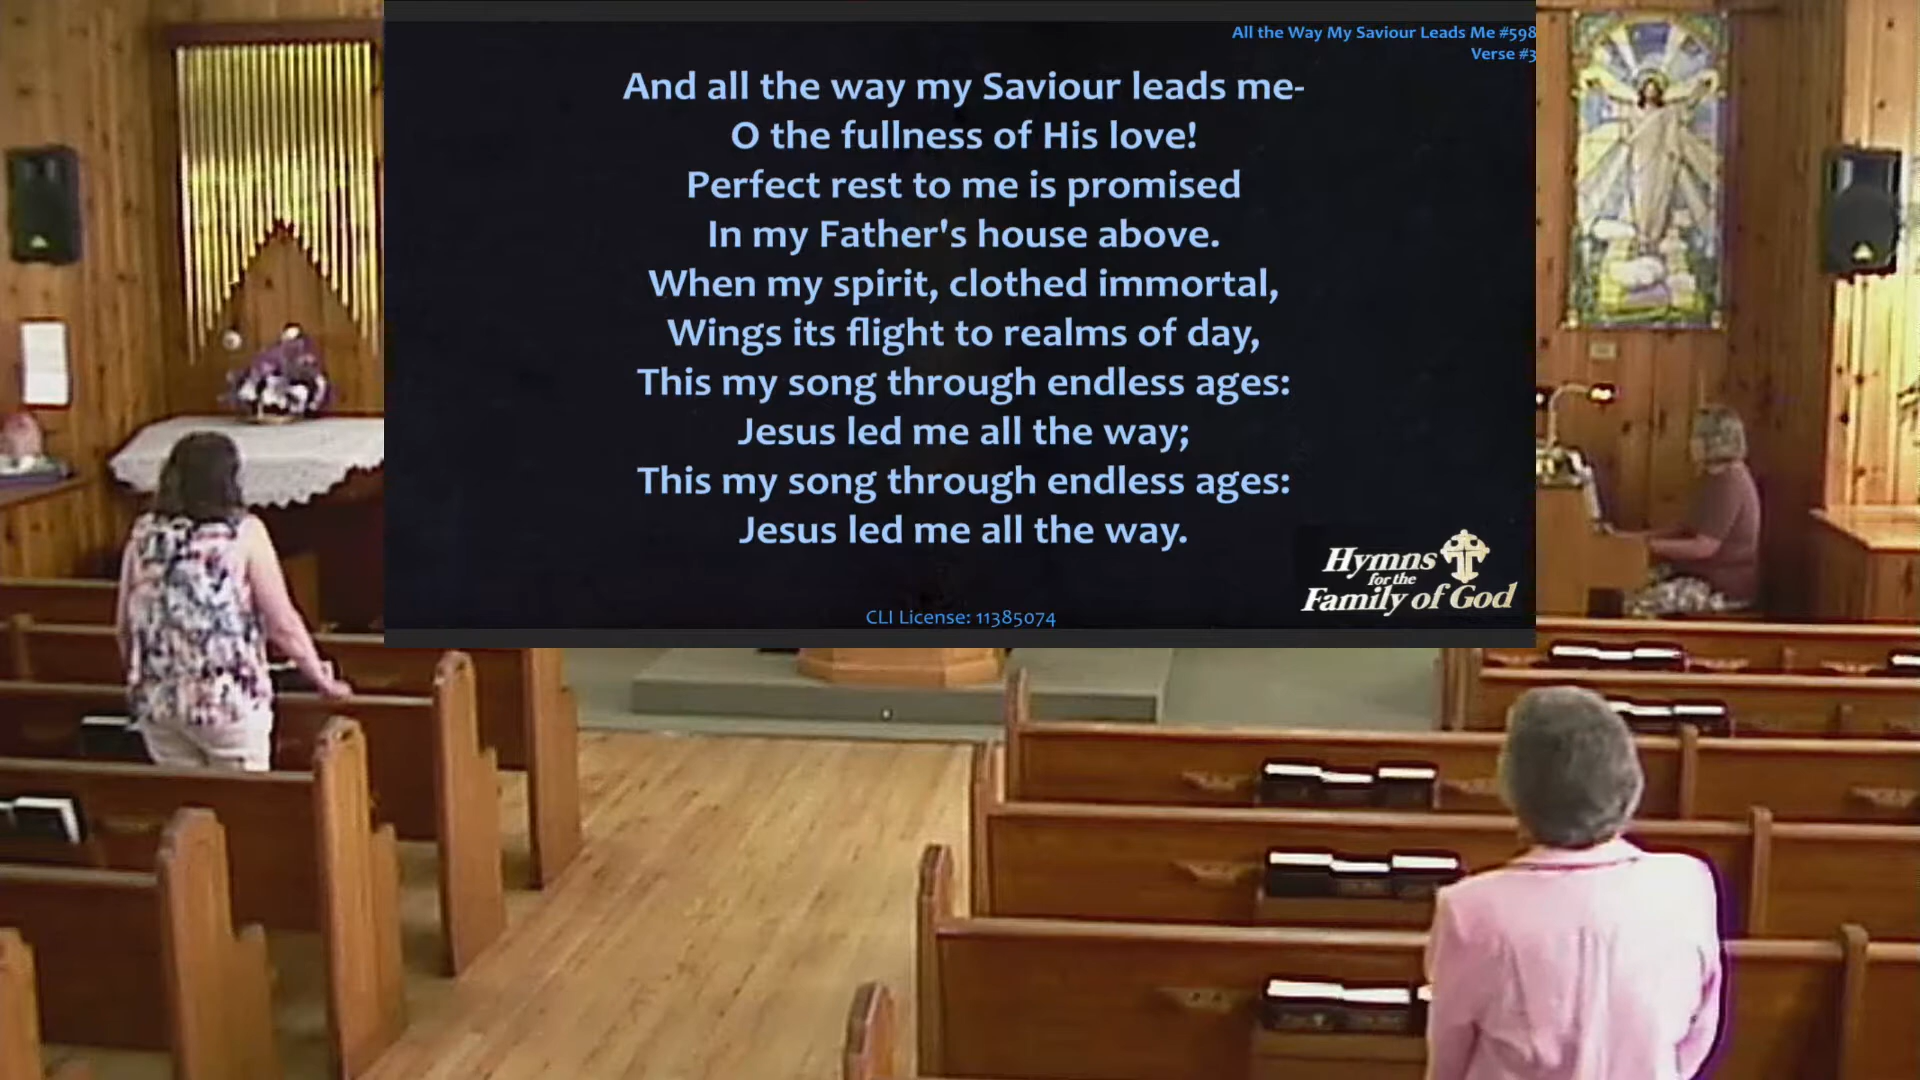 All the Way My Saviour Leads Me #598
Verse #3
And all the way my Saviour leads me-
O the fullness of His love!
Perfect rest to me is promised
In my Father's house above.
When my spirit, clothed immortal,
Wings its flight to realms of day,
This my song through endless ages:
Jesus led me all the way;
This my song through endless ages:
Jesus led me all the way.
Hymns
for the
Family of God
CLI License: 11385074